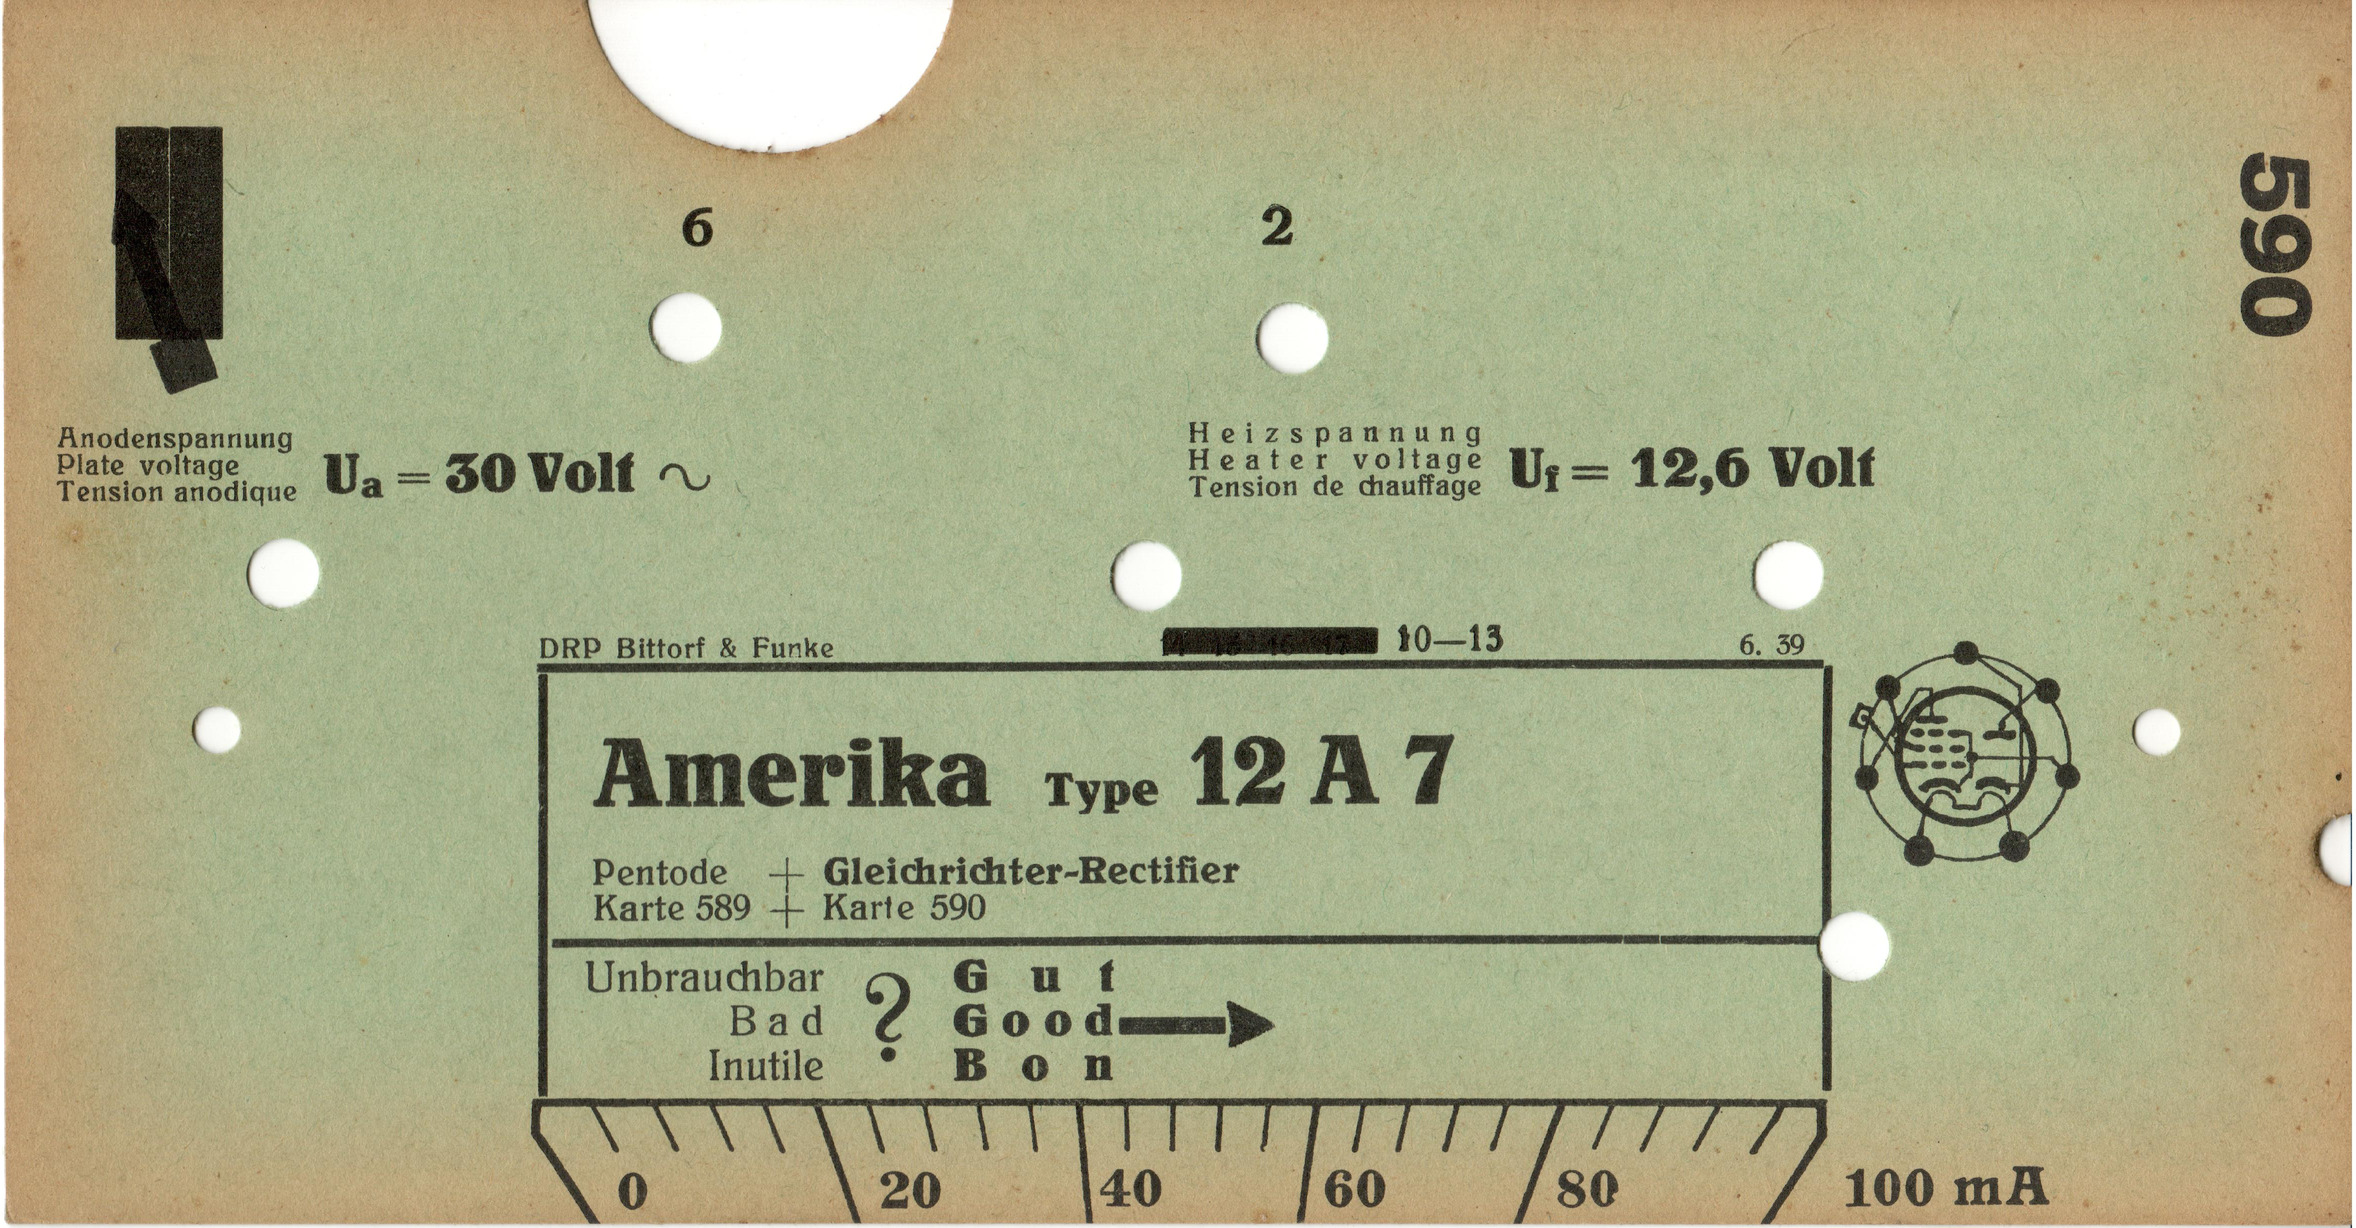 6
2
590
Anodenspannung
Plate voltage
Tension anodique
Ua = 30 Volt ~
Heizspannung
Heater voltage
Tension de chauffage
Uf = 12,6 Volt
DRP Bittorf & Funke
10—13
6. 39
Amerika Type 12 A 7
Pentode + Gleichrichter-Rectifier
Karte 589 + Karte 590
Unbrauchbar
Bad
Inutile
?
Gut
Good
Bon
0 20 40 60 80 100 mA